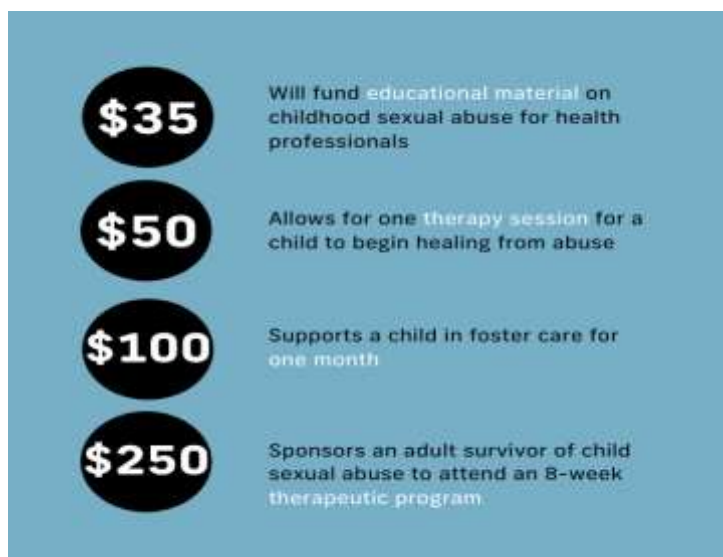 $35
Will fund educational material on
childhood sexual abuse for health
professionals
$50
Allows for one therapy session for a
child to begin healing from abuse
$100
Supports a child in foster care for
one month
$250
Sponsors an adult survivor of child
sexual abuse to attend an 8-week
therapeutic program